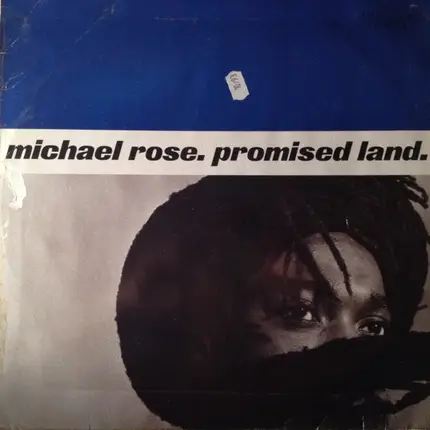 michael rose. promised land.